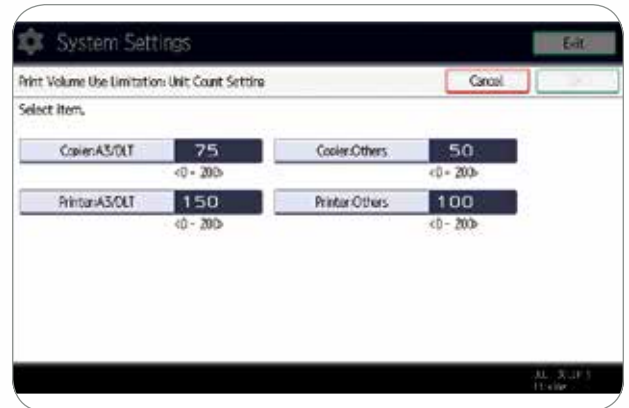 System Settings
Exit
Print Volume Use Limitation: Unit Count Setting
Cancel
Select item.
Copier:A3/DLT 75 Copier:Others 50
<0 - 200> <0 - 200>
Printer:A3/DLT 150 Printer:Others 100
<0 - 200> <0 - 200>